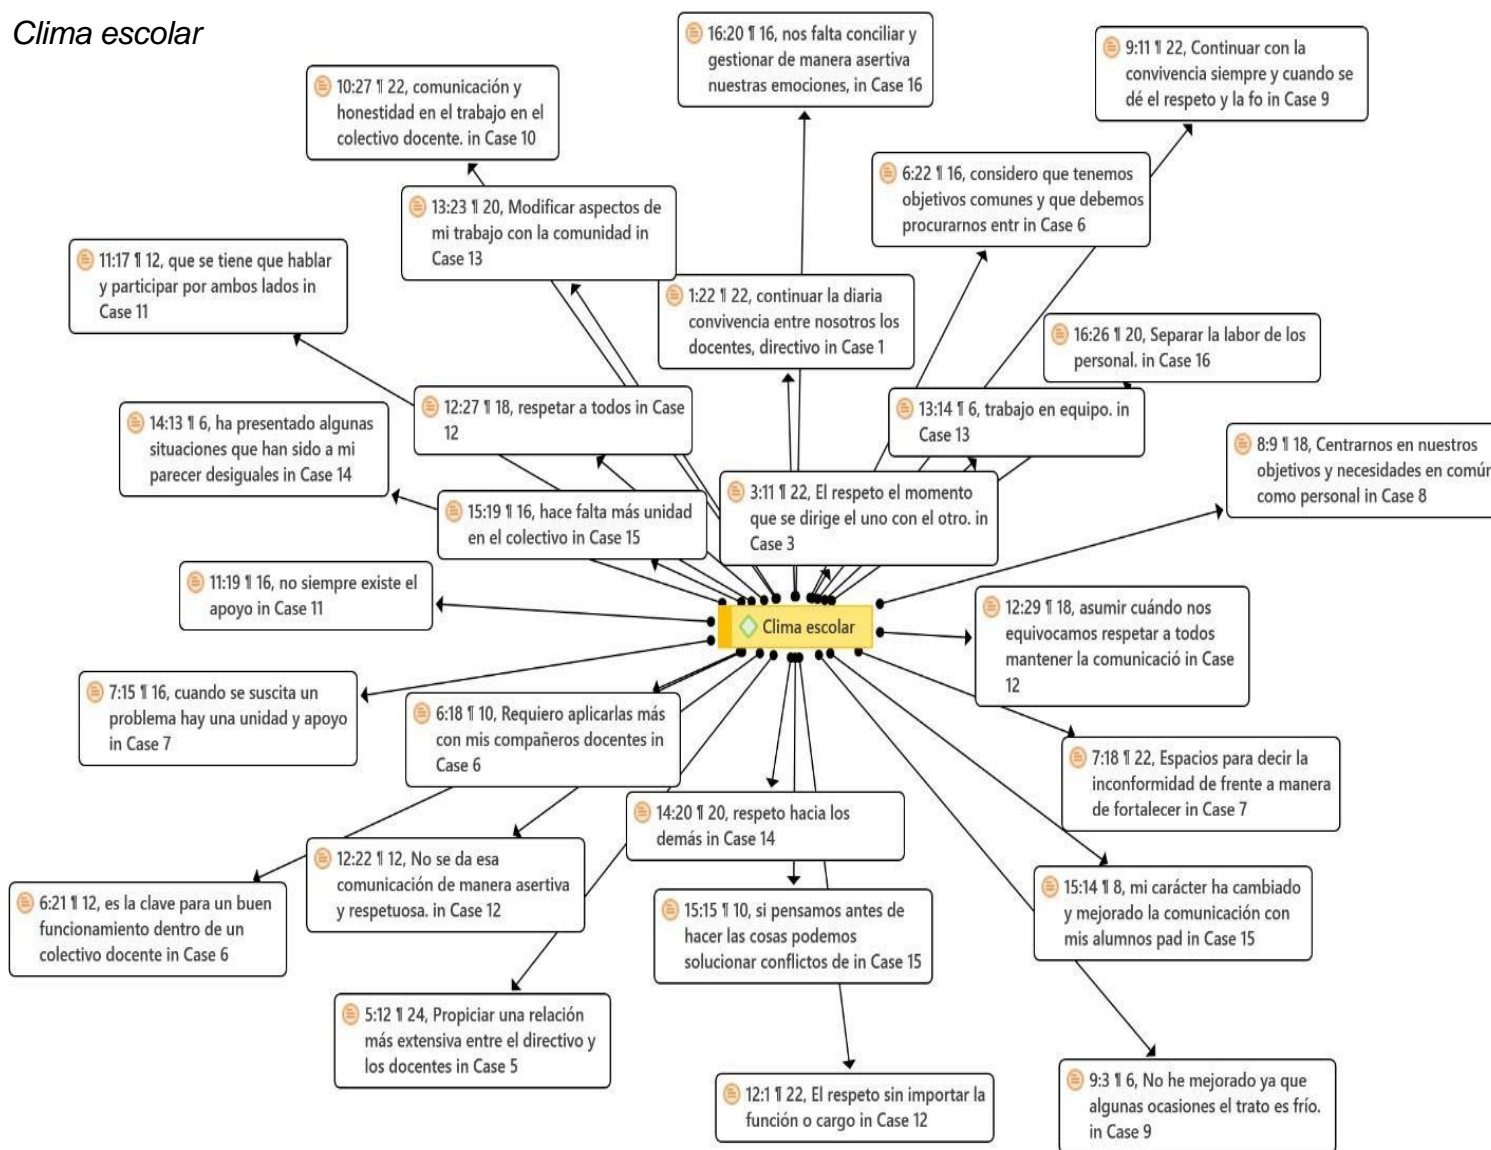 Clima escolar
16:20 ¶ 16, nos falta conciliar y
gestionar de manera asertiva
nuestras emociones, in Case 16
9:11 ¶ 22, Continuar con la
convivencia siempre y cuando se
dé el respeto y la fo in Case 9
10:27 ¶ 22, comunicación y
honestidad en el trabajo en el
colectivo docente. in Case 10
6:22 ¶ 16, considero que tenemos
objetivos comunes y que debemos
procurarnos entr in Case 6
13:23 ¶ 20, Modificar aspectos de
mi trabajo con la comunidad in
Case 13
11:17 ¶ 12, que se tiene que hablar
y participar por ambos lados in
Case 11
1:22 ¶ 22, continuar la diaria
convivencia entre nosotros los
docentes, directivo in Case 1
16:26 ¶ 20, Separar la labor de los
personal. in Case 16
12:27 ¶ 18, respetar a todos in Case
12
13:14 ¶ 6, trabajo en equipo. in
Case 13
14:13 ¶ 6, ha presentado algunas
situaciones que han sido a mi
parecer desiguales in Case 14
8:9 ¶ 18, Centrarnos en nuestros
objetivos y necesidades en común
como personal in Case 8
15:19 ¶ 16, hace falta más unidad
en el colectivo in Case 15
3:11 ¶ 22, El respeto el momento
que se dirige el uno con el otro. in
Case 3
11:19 ¶ 16, no siempre existe el
apoyo in Case 11
Clima escolar
12:29 ¶ 18, asumir cuándo nos
equivocamos respetar a todos
mantener la comunicació in Case
12
7:15 ¶ 16, cuando se suscita un
problema hay una unidad y apoyo
in Case 7
6:18 ¶ 10, Requiero aplicarlas más
con mis compañeros docentes in
Case 6
7:18 ¶ 22, Espacios para decir la
inconformidad de frente a manera
de fortalecer in Case 7
14:20 ¶ 20, respeto hacia los
demás in Case 14
12:22 ¶ 12, No se da esa
comunicación de manera asertiva
y respetuosa. in Case 12
6:21 ¶ 12, es la clave para un buen
funcionamiento dentro de un
colectivo docente in Case 6
15:15 ¶ 10, si pensamos antes de
hacer las cosas podemos
solucionar conflictos de in Case 15
15:14 ¶ 8, mi carácter ha cambiado
y mejorado la comunicación con
mis alumnos pad in Case 15
5:12 ¶ 24, Propiciar una relación
más extensiva entre el directivo y
los docentes in Case 5
12:1 ¶ 22, El respeto sin importar la
función o cargo in Case 12
9:3 ¶ 6, No he mejorado ya que
algunas ocasiones el trato es frío.
in Case 9